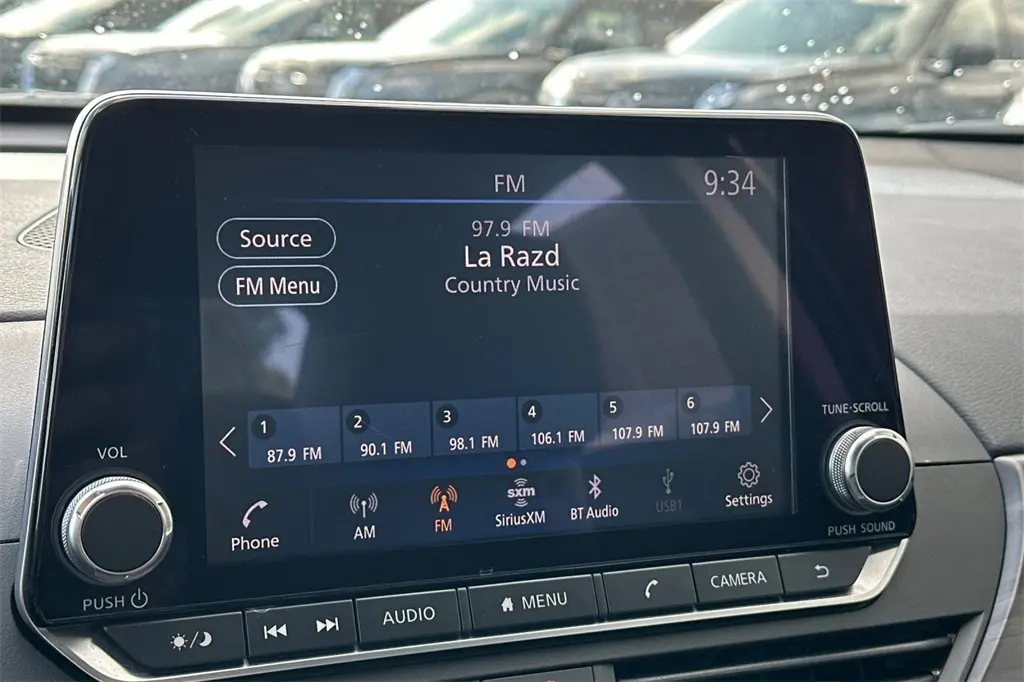 FM
9:34
Source
97.9 FM
La Razd
FM Menu
Country Music
1 87.9 FM
2 90.1 FM
3 98.1 FM
4 106.1 FM
5 107.9 FM
6 107.9 FM
Phone
AM
FM
sxm
SiriusXM
BT Audio
USB1
Settings
VOL
PUSH
TUNE·SCROLL
PUSH SOUND
AUDIO
MENU
CAMERA